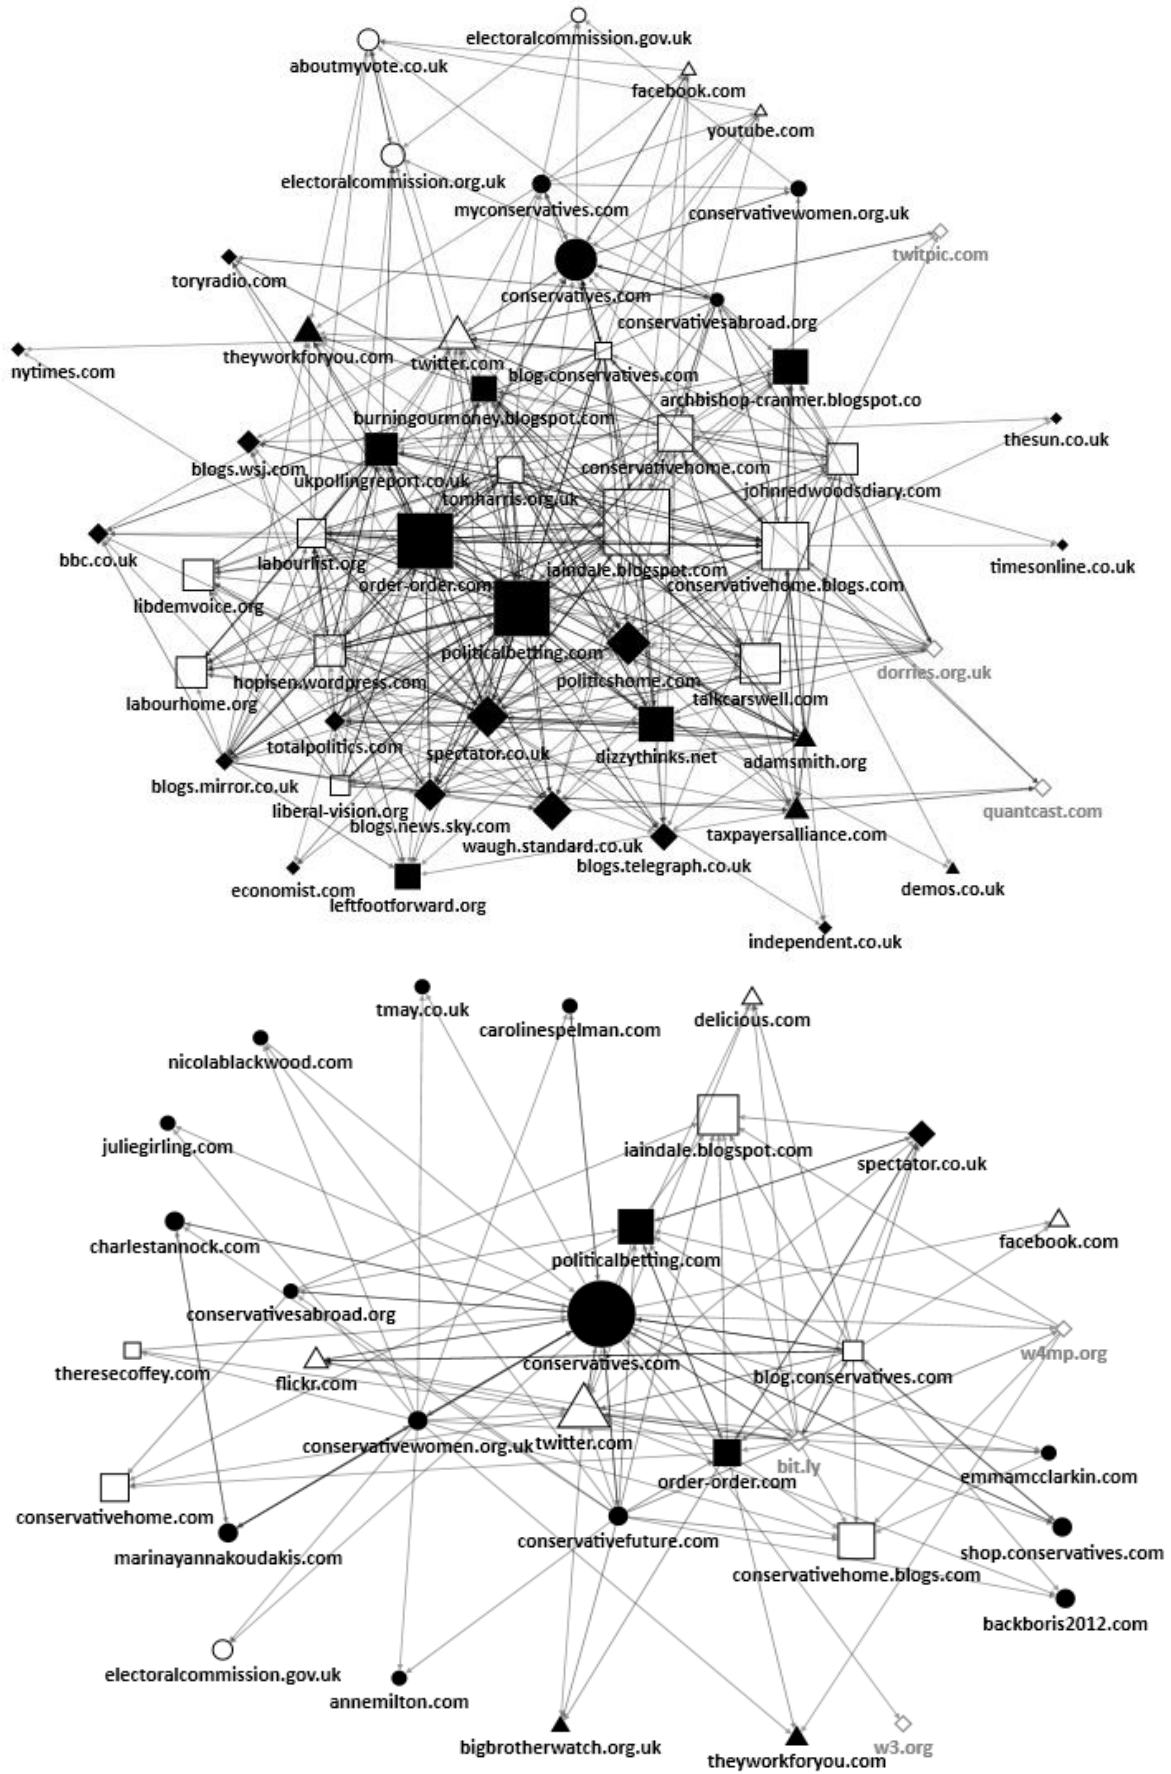 electoralcommission.gov.uk
aboutmyvote.co.uk
facebook.com
youtube.com
electoralcommission.org.uk
myconservatives.com
conservativewomen.org.uk
twitpic.com
toryradio.com
conservatives.com
conservativesabroad.org
theyworkforyou.com
twitter.com
nytimes.com
blog.conservatives.com
archbishop-cranmer.blogspot.co
burningourmoney.blogspot.com
thesun.co.uk
blogs.wsj.com
conservativehome.com
ukpollingreport.co.uk
johnredwoodsdiary.com
tomharris.org.uk
bbc.co.uk
labourlist.org
iaindale.blogspot.com
timesonline.co.uk
order-order.com
conservativehome.blogs.com
libdemvoice.org
politicalbetting.com
dorries.org.uk
hopisen.wordpress.com
politicshome.com
talkcarswell.com
labourhome.org
totalpolitics.com
spectator.co.uk
dizzythinks.net
adamsmith.org
blogs.mirror.co.uk
liberal-vision.org
quantcast.com
blogs.news.sky.com
taxpayersalliance.com
waugh.standard.co.uk
blogs.telegraph.co.uk
economist.com
demos.co.uk
leftfootforward.org
independent.co.uk
tmay.co.uk
carolinespelman.com
delicious.com
nicolablackwood.com
juliegirling.com
iaindale.blogspot.com
spectator.co.uk
charlestannock.com
facebook.com
politicalbetting.com
conservativesabroad.org
w4mp.org
conservatives.com
theresecoffey.com
blog.conservatives.com
flickr.com
conservativewomen.org.uk
twitter.com
bit.ly
emmamcclarkin.com
order-order.com
conservativehome.com
conservativefuture.com
shop.conservatives.com
marinayannakoudakis.com
conservativehome.blogs.com
backboris2012.com
electoralcommission.gov.uk
annemilton.com
bigbrotherwatch.org.uk
w3.org
theyworkforyou.com